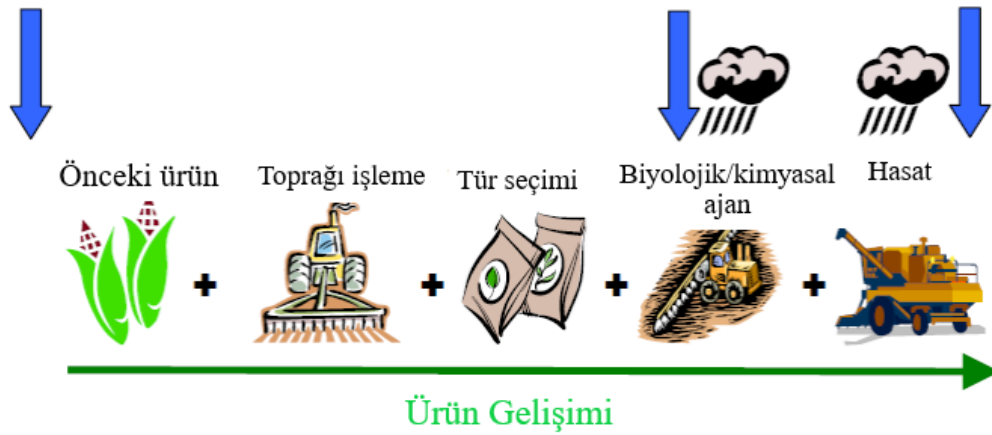 Önceki ürün
Toprağı işleme
Tür seçimi
Biyolojik/kimyasal
ajan
Hasat
+ + + +
Ürün Gelişimi